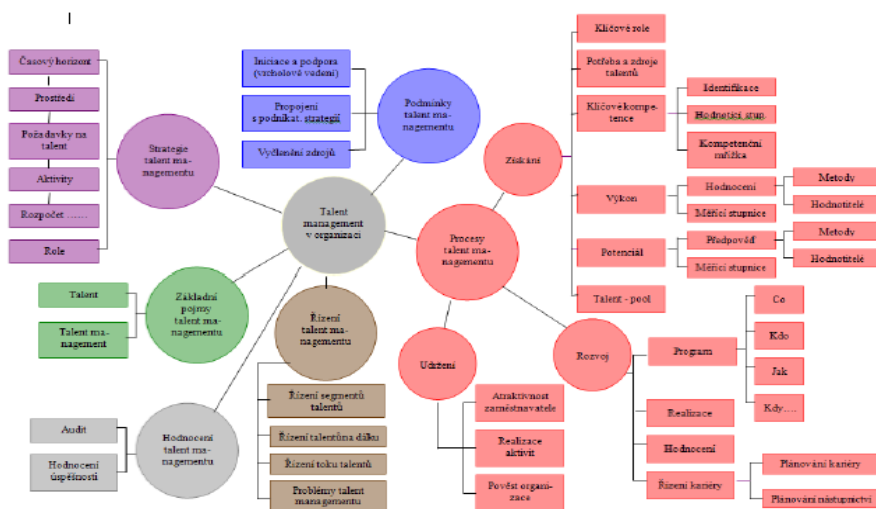 Časový horizont
Prostředí
Požadavky na
talent
Aktivity
Rozpočet ......
Role
Strategie
talent ma-
nagementu
Iniciace a podpora
(vrcholové vedení)
Propojení
s podnikat. strategií
Vyčlenění zdrojů
Podmínky
talent ma-
nagementu
Talent
management
v organizaci
Talent
Talent ma-
nagement
Základní
pojmy
talent ma-
nagementu
Audit
Hodnocení
úspěšnosti
Hodnocení
talent ma-
nagementu
Řízení
talent ma-
nagementu
Řízení segmentů
talentů
Řízení talentůna dálku
Řízení toku talentů
Problémy talent
managementu
Procesy
talent ma-
nagementu
Získání
Klíčové role
Potřeba a zdroje
talentů
Klíčové kompe-
tence
Identifikace
Hodnotící stup.
Kompetenční
mřížka
Výkon
Hodnocení
Metody
Hodnotitelé
Měřící stupnice
Potenciál
Předpověď
Metody
Hodnotitelé
Měřící stupnice
Talent - pool
Udržení
Atraktivnost
zaměstnavatele
Realizace
aktivit
Pověst organi-
zace
Rozvoj
Program
Co
Kdo
Jak
Kdy....
Realizace
Hodnocení
Řízení kariéry
Plánování kariéry
Plánování nástupnictví